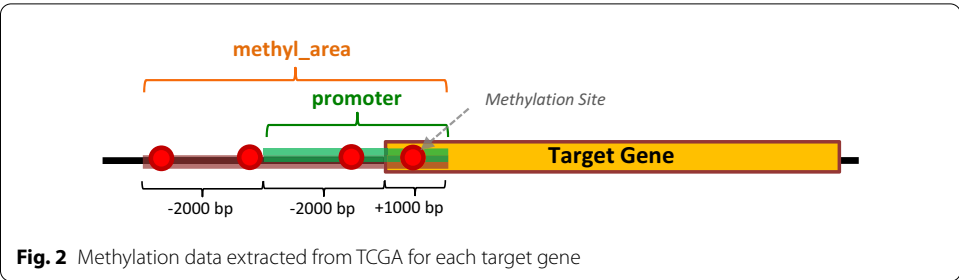 methyl_area
promoter
Methylation Site
Target Gene
-2000 bp
-2000 bp
+1000 bp
Fig. 2 Methylation data extracted from TCGA for each target gene